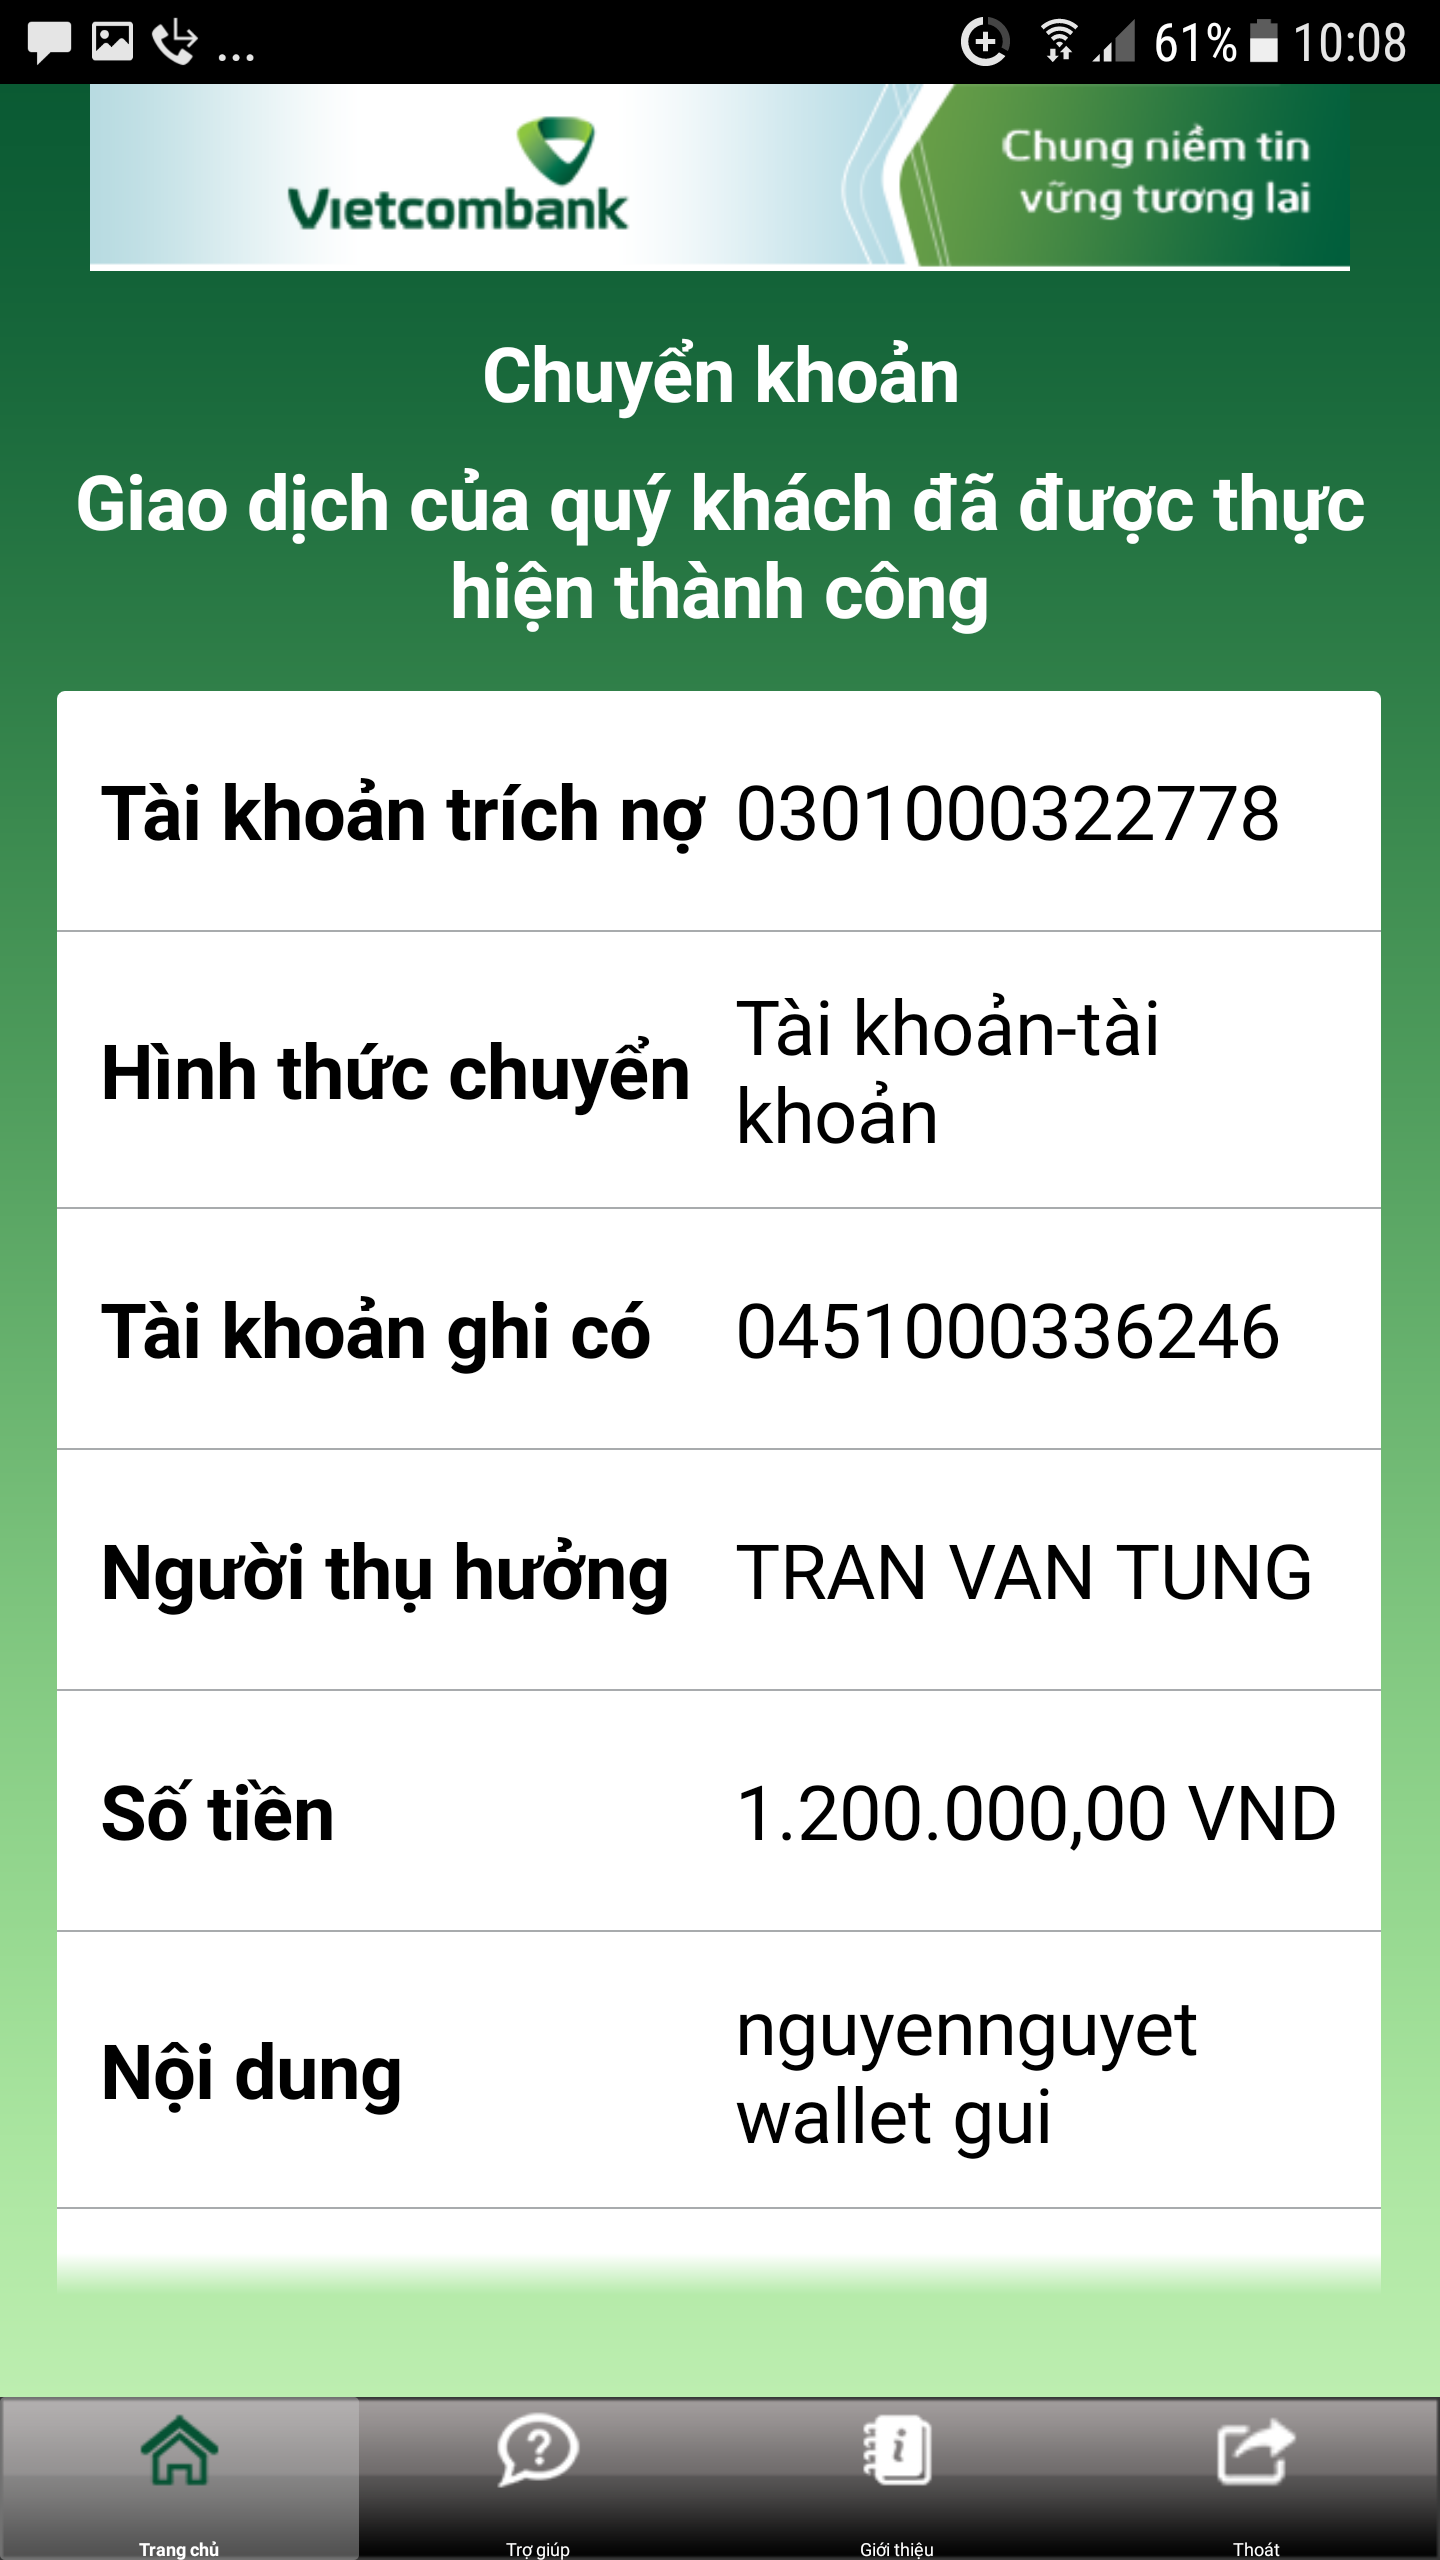 ... 61% 10:08
Vietcombank
Chung niềm tin
vững tương lai
Chuyển khoản
Giao dịch của quý khách đã được thực
hiện thành công
Tài khoản trích nợ 0301000322778
Hình thức chuyển Tài khoản-tài
khoản
Tài khoản ghi có 0451000336246
Người thụ hưởng TRAN VAN TUNG
Số tiền 1.200.000,00 VND
Nội dung nguyennguyet
wallet gui
Trang chủ Trợ giúp Giới thiệu Thoát